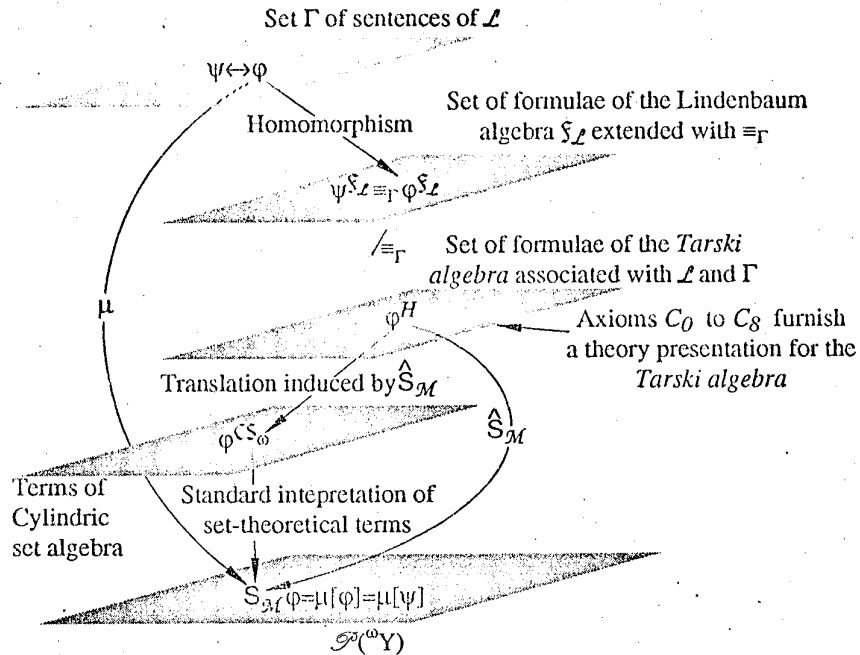 Set Γ of sentences of ℒ
ψ↔φ
Homomorphism
Set of formulae of the Lindenbaum
algebra 𝔉ℒ extended with ≡Γ
ψ^𝔉ℒ ≡Γ φ^𝔉ℒ
/≡Γ
Set of formulae of the Tarski
algebra associated with ℒ and Γ
μ
φ^H
Axioms C0 to C8 furnish
a theory presentation for the
Tarski algebra
Translation induced by Ŝℳ
φ^ζSω
Ŝℳ
Terms of
Cylindric
set algebra
Standard intepretation of
set-theoretical terms
Sℳφ=μ[φ]=μ[ψ]
𝒫(^ωY)